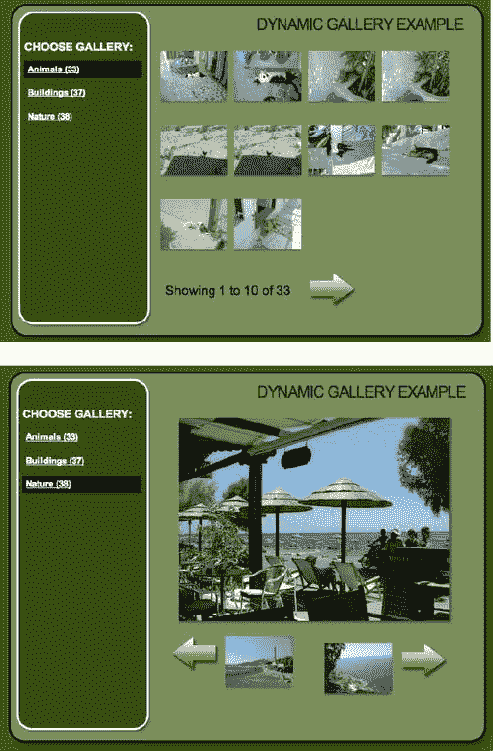 DYNAMIC GALLERY EXAMPLE
CHOOSE GALLERY:
Animals (33)
Buildings (37)
Nature (38)
Showing 1 to 10 of 33
DYNAMIC GALLERY EXAMPLE
CHOOSE GALLERY:
Animals (33)
Buildings (37)
Nature (38)